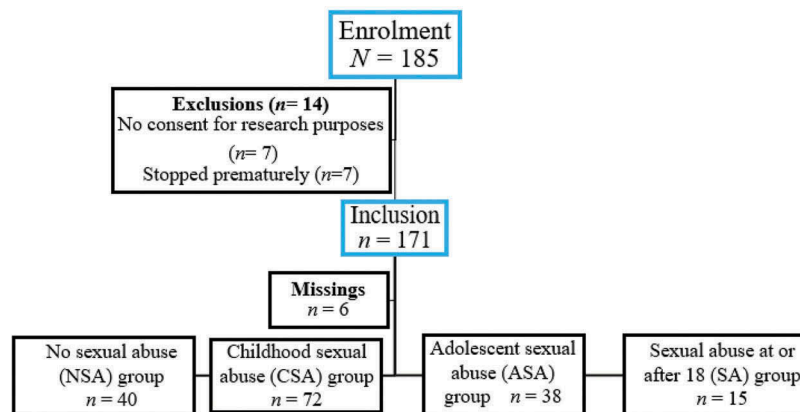 Enrolment
N = 185
Exclusions (n= 14)
No consent for research purposes
(n= 7)
Stopped prematurely (n=7)
Inclusion
n = 171
Missings
n = 6
No sexual abuse
(NSA) group
n = 40
Childhood sexual
abuse (CSA) group
n = 72
Adolescent sexual
abuse (ASA)
group n = 38
Sexual abuse at or
after 18 (SA) group
n = 15